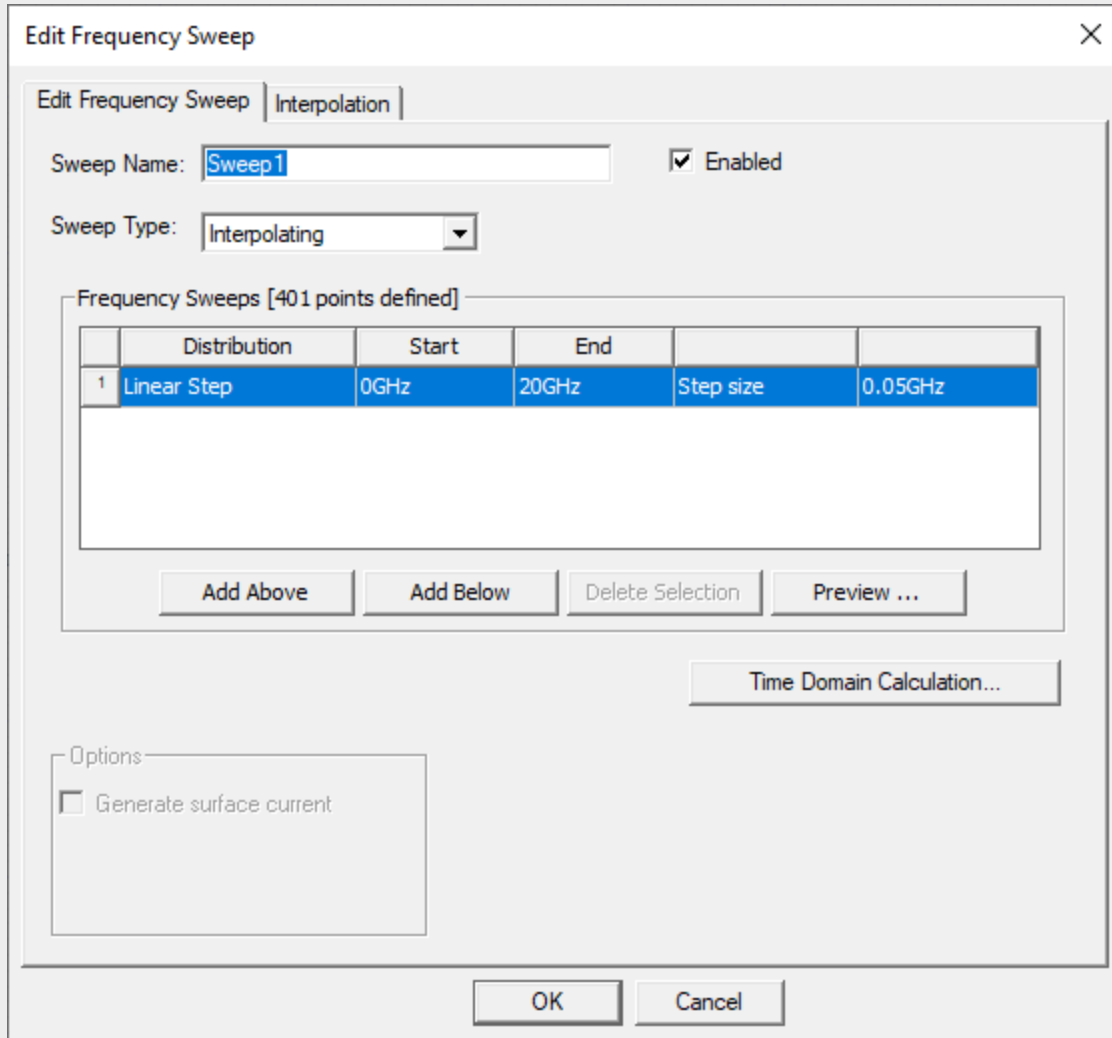 Edit Frequency Sweep
Edit Frequency Sweep Interpolation
Sweep Name: Sweep1 Enabled
Sweep Type: Interpolating
Frequency Sweeps [401 points defined]
Distribution Start End
1 Linear Step 0GHz 20GHz Step size 0.05GHz
Add Above Add Below Delete Selection Preview ...
Time Domain Calculation...
Options
Generate surface current
OK Cancel